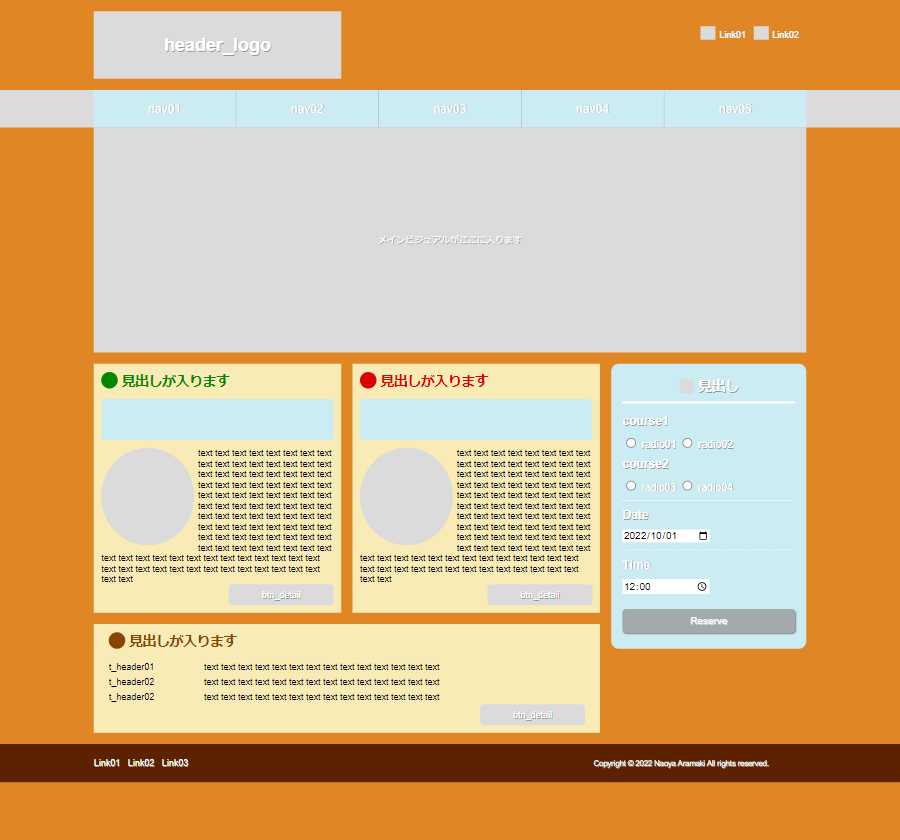 header_logo
Link01 Link02
nav01 nav02 nav03 nav04 nav05
メインビジュアルがここに入ります
見出しが入ります
text text text text text text text text
text text text text text text text text
text text text text text text text text
text text text text text text text text
text text text text text text text text
text text text text text text text text
text text text text text text text text
text text text text text text text text
text text text text text text text text
text text text text text text text text
text text text text text text text text text text text text text
text text text text text text text text text text text text text
text text
btn_detail
見出しが入ります
text text text text text text text text
text text text text text text text text
text text text text text text text text
text text text text text text text text
text text text text text text text text
text text text text text text text text
text text text text text text text text
text text text text text text text text
text text text text text text text text
text text text text text text text text
text text text text text text text text text text text text text
text text text text text text text text text text text text text
text text
btn_detail
見出し
course1
radio01 radio02
course2
radio03 radio04
Date
2022/10/01
Time
12:00
Reserve
見出しが入ります
t_header01 text text text text text text text text text text text text text text
t_header02 text text text text text text text text text text text text text text
t_header02 text text text text text text text text text text text text text text
btn_detail
Link01 Link02 Link03
Copyright © 2022 Naoya Aramaki All rights reserved.